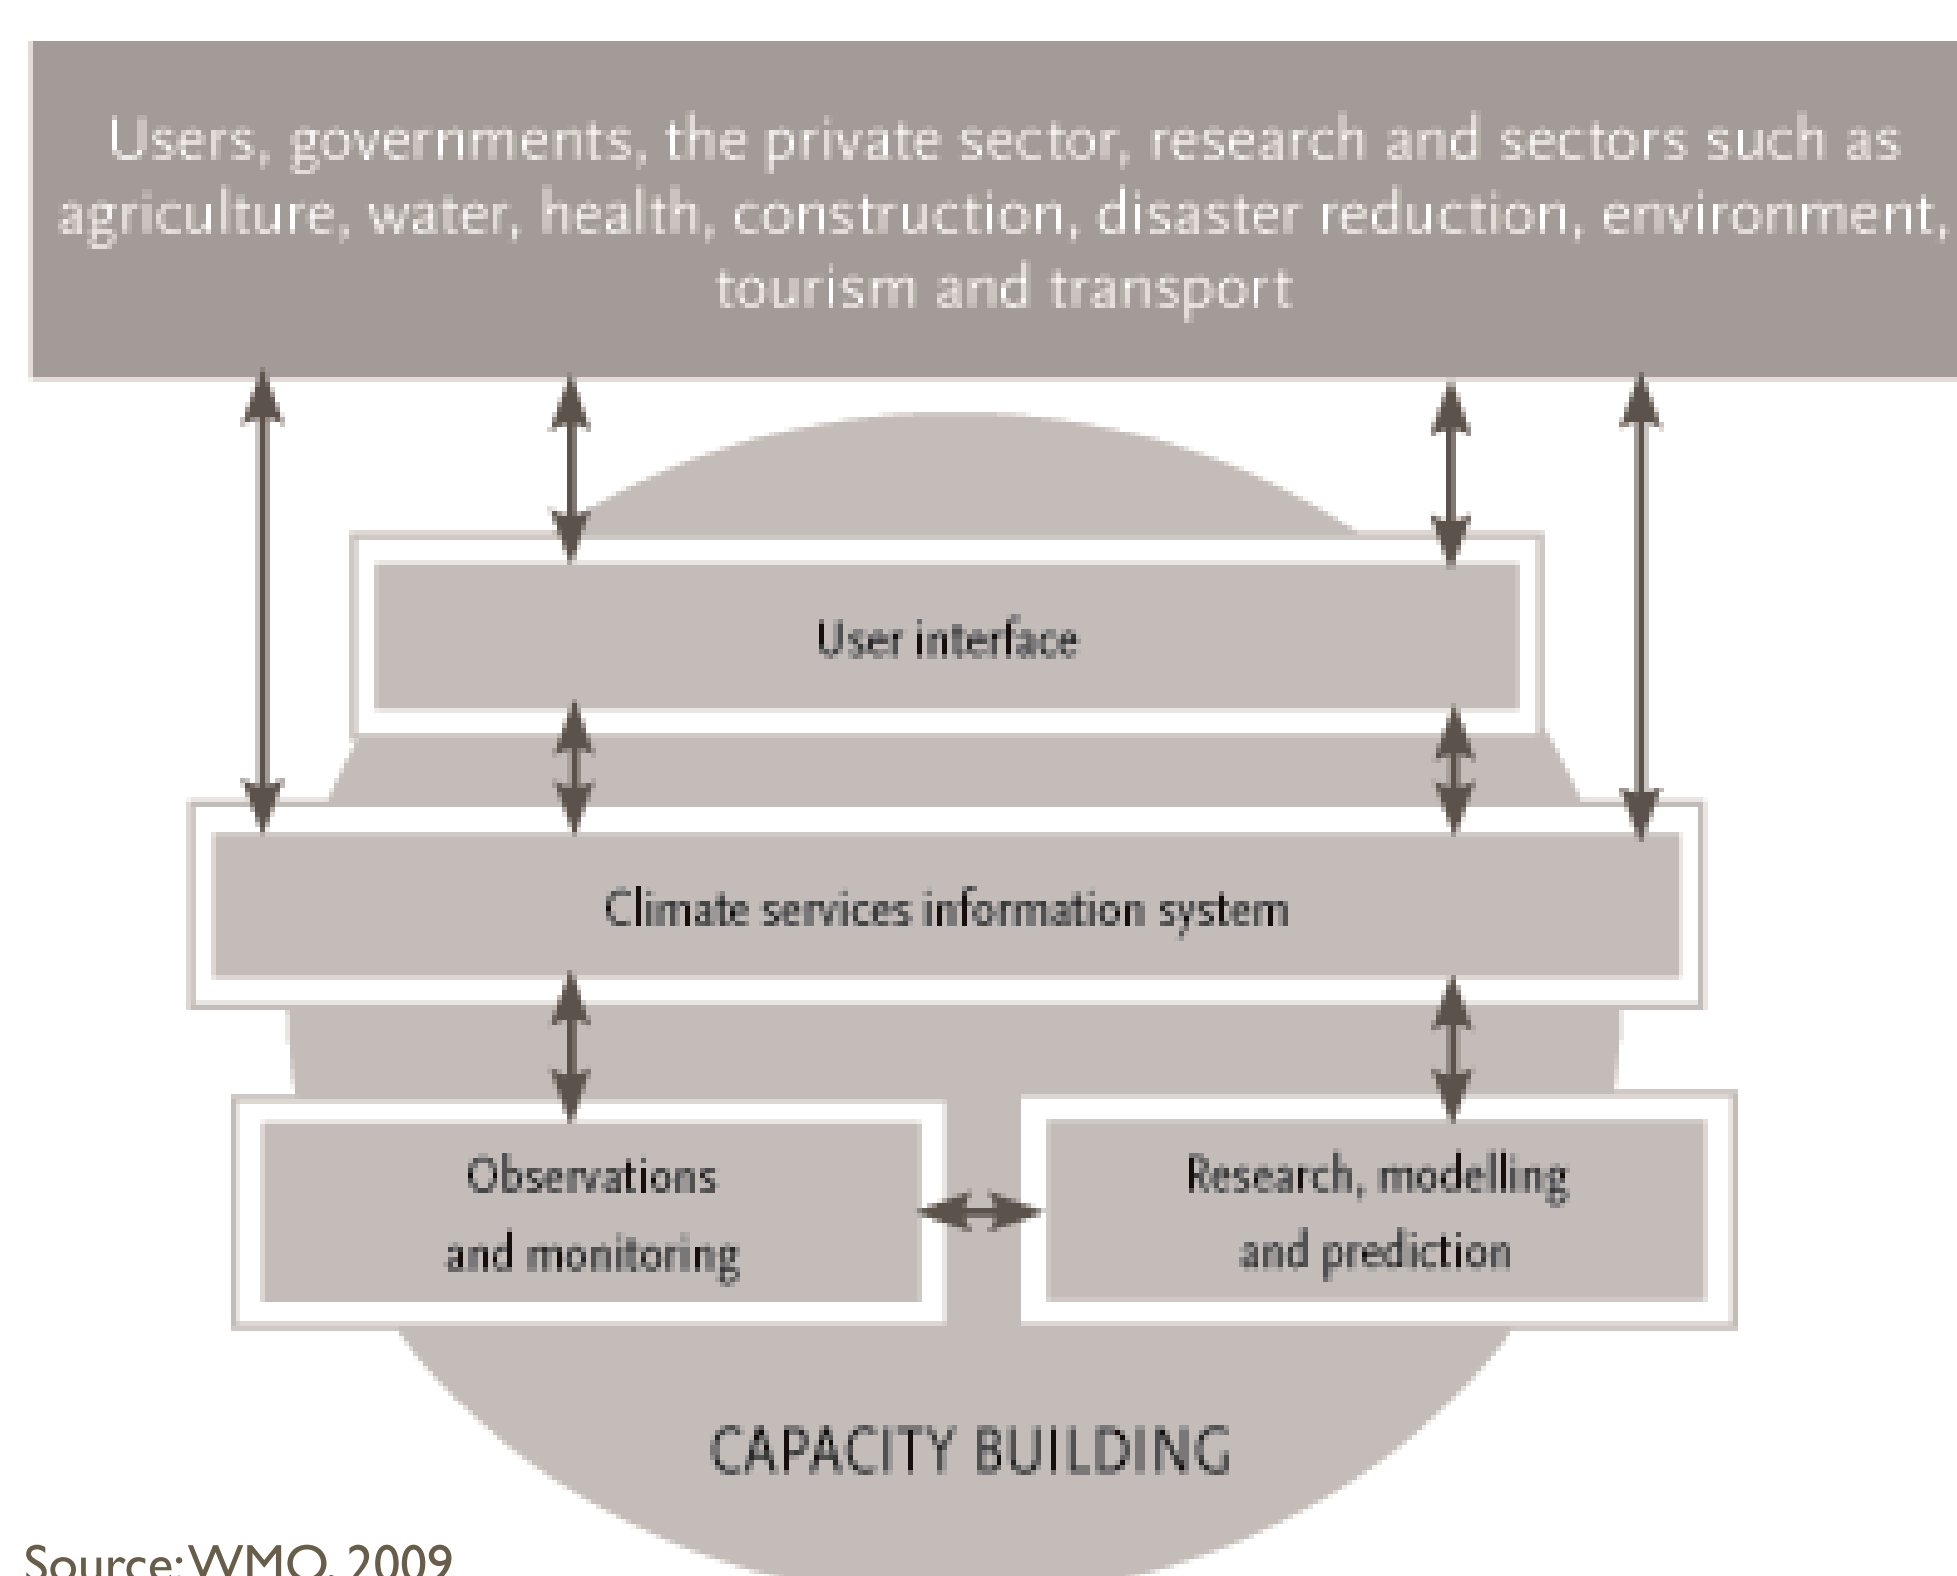 Users, governments, the private sector, research and sectors such as
agriculture, water, health, construction, disaster reduction, environment,
tourism and transport
User interface
Climate services information system
Observations
and monitoring
Research, modelling
and prediction
CAPACITY BUILDING
Source: WMO, 2009